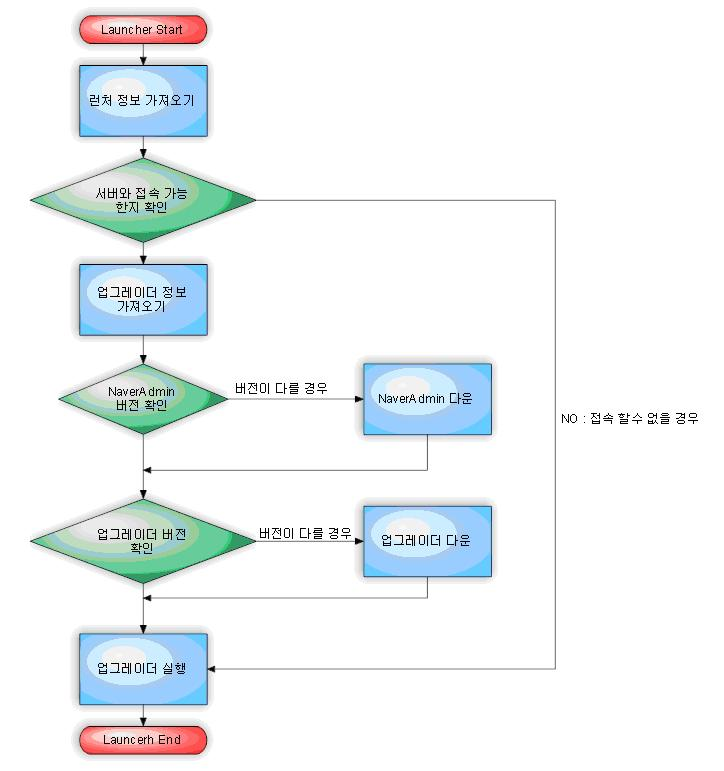 Launcher Start
런처 정보 가져오기
서버와 접속 가능
한지 확인
업그레이더 정보
가져오기
NaverAdmin
버전 확인
버전이 다를 경우
NaverAdmin 다운
NO : 접속 할수 없을 경우
업그레이더 버전
확인
버전이 다를 경우
업그레이더 다운
업그레이더 실행
Launcerh End